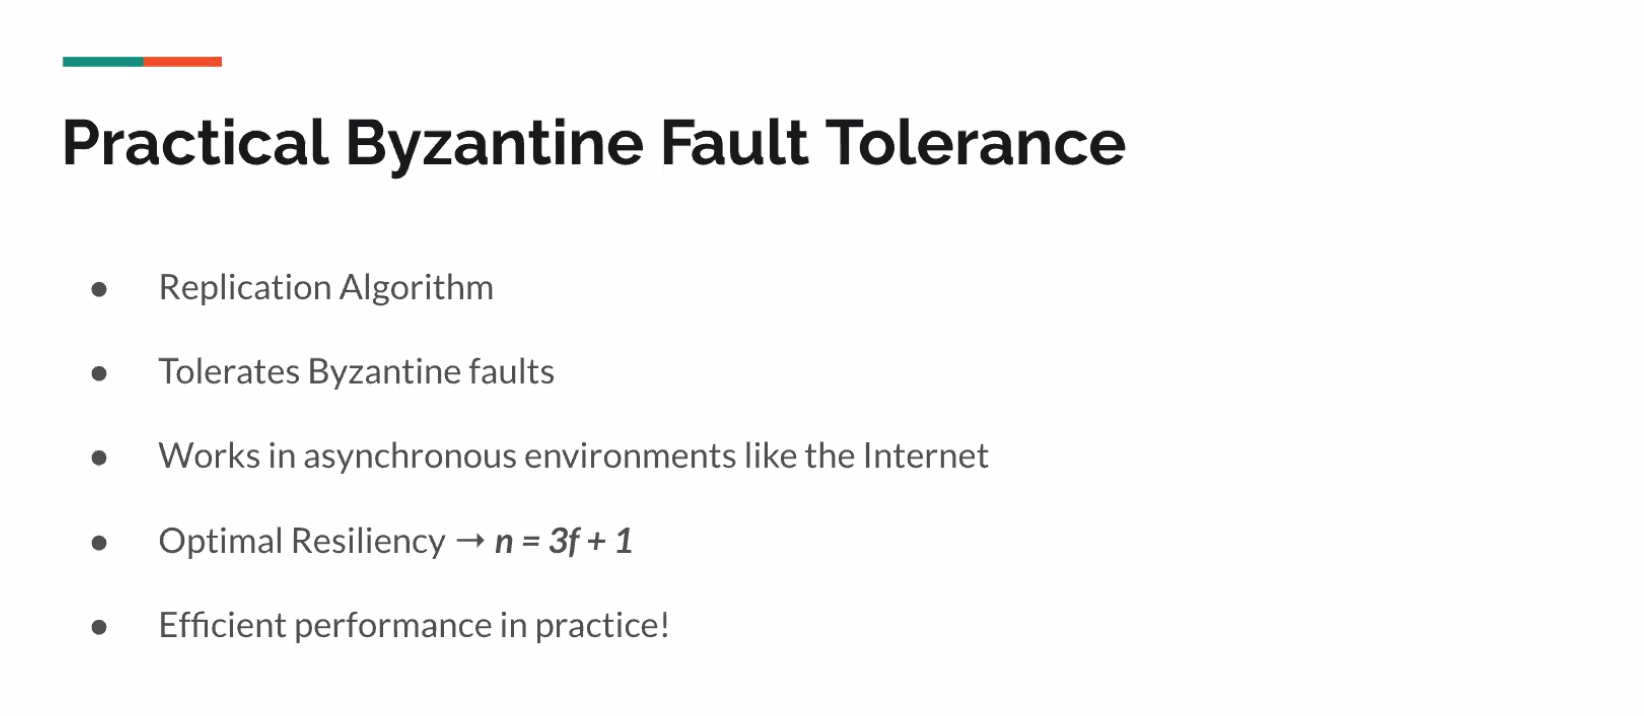 Practical Byzantine Fault Tolerance
● Replication Algorithm
● Tolerates Byzantine faults
● Works in asynchronous environments like the Internet
● Optimal Resiliency → n = 3f + 1
● Efficient performance in practice!